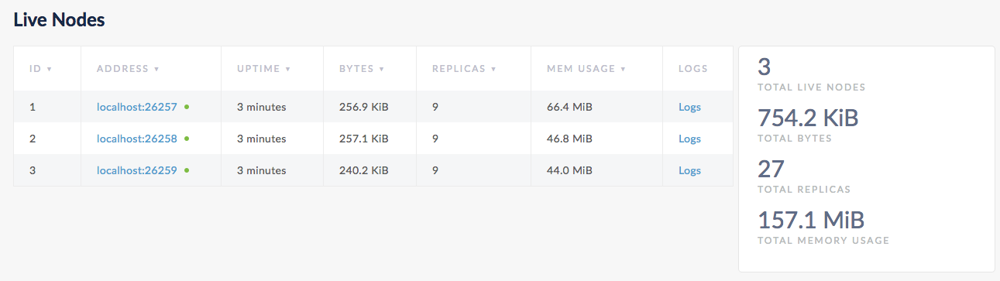 Live Nodes
ID ▼ ADDRESS ▼ UPTIME ▼ BYTES ▼ REPLICAS ▼ MEM USAGE ▼ LOGS
1 localhost:26257 3 minutes 256.9 KiB 9 66.4 MiB Logs
2 localhost:26258 3 minutes 257.1 KiB 9 46.8 MiB Logs
3 localhost:26259 3 minutes 240.2 KiB 9 44.0 MiB Logs
3
TOTAL LIVE NODES
754.2 KiB
TOTAL BYTES
27
TOTAL REPLICAS
157.1 MiB
TOTAL MEMORY USAGE